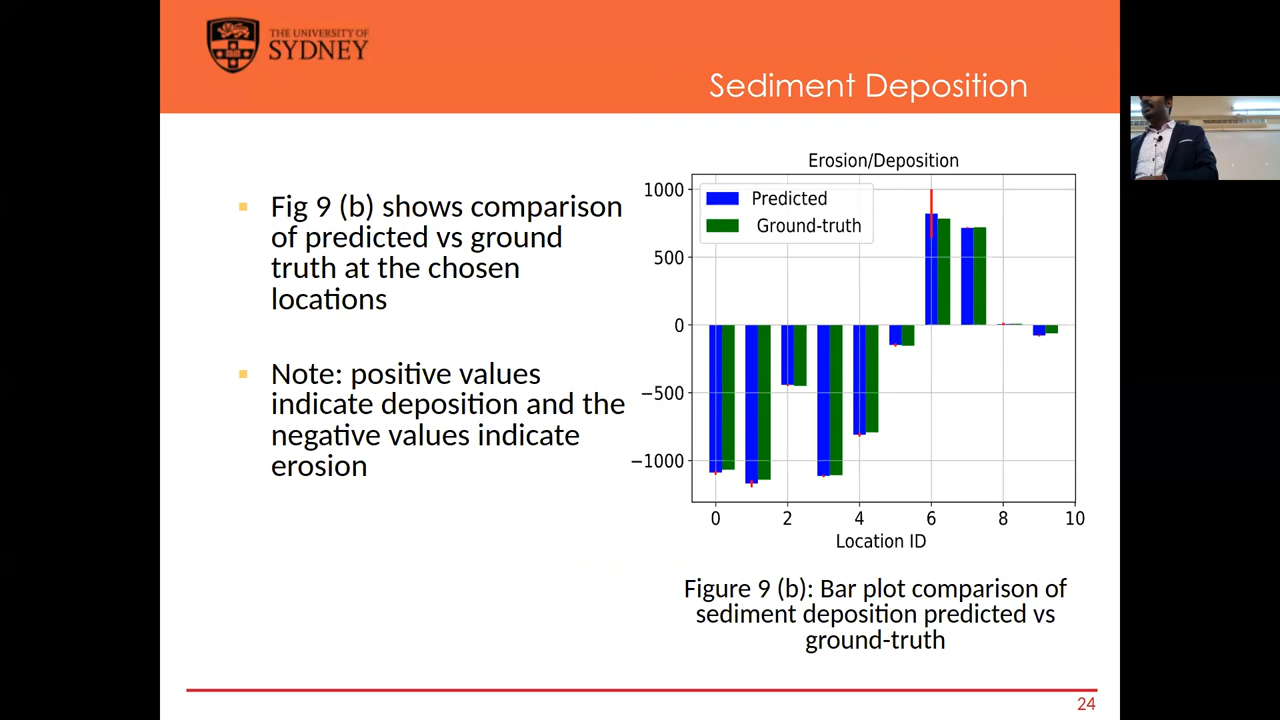 THE UNIVERSITY OF
SYDNEY
Sediment Deposition
Fig 9 (b) shows comparison
of predicted vs ground
truth at the chosen
locations
Note: positive values
indicate deposition and the
negative values indicate
erosion
Erosion/Deposition
Predicted
Ground-truth
1000
500
0
−500
−1000
0 2 4 6 8 10
Location ID
Figure 9 (b): Bar plot comparison of
sediment deposition predicted vs
ground-truth
24